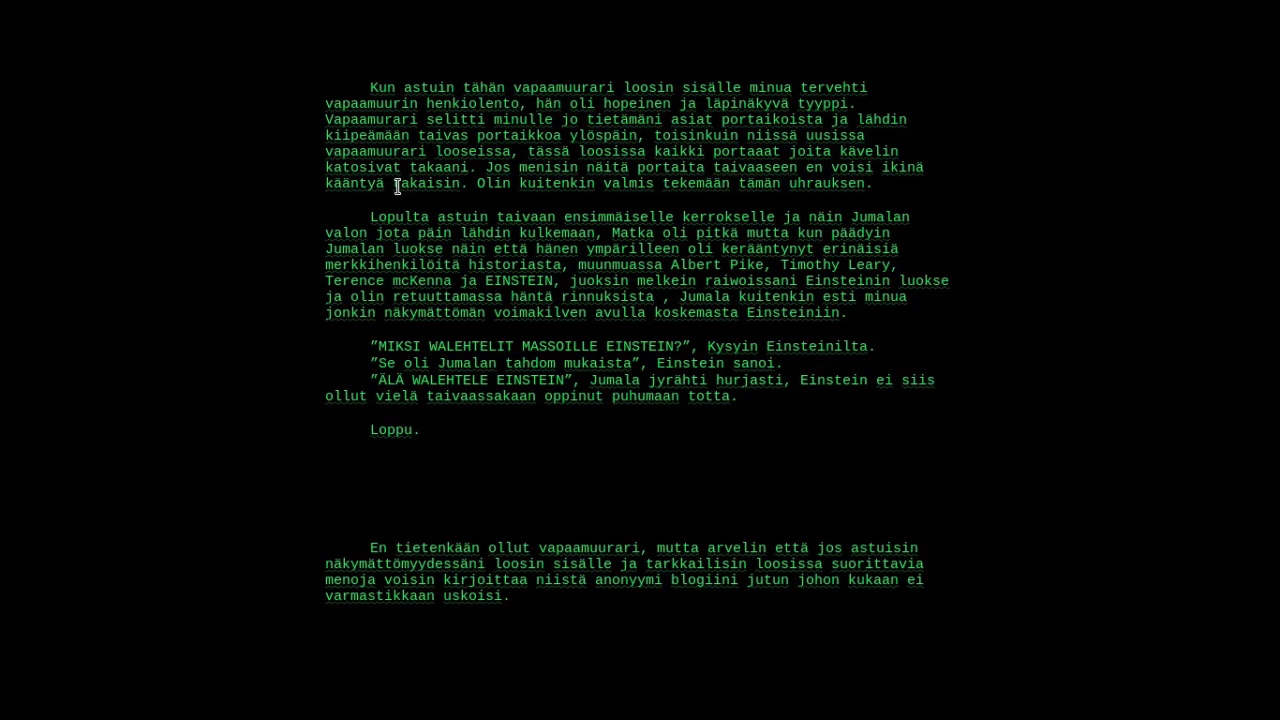 Kun astuin tähän vapaamuurari loosin sisälle minua tervehti
vapaamuurin henkiolento, hän oli hopeinen ja läpinäkyvä tyyppi.
Vapaamurari selitti minulle jo tietämäni asiat portaikoista ja lähdin
kiipeämään taivas portaikkoa ylöspäin, toisinkuin niissä uusissa
vapaamuurari looseissa, tässä loosissa kaikki portaaat joita kävelin
katosivat takaani. Jos menisin näitä portaita taivaaseen en voisi ikinä
kääntyä takaisin. Olin kuitenkin valmis tekemään tämän uhrauksen.
Lopulta astuin taivaan ensimmäiselle kerrokselle ja näin Jumalan
valon jota päin lähdin kulkemaan, Matka oli pitkä mutta kun päädyin
Jumalan luokse näin että hänen ympärilleen oli kerääntynyt erinäisiä
merkkihenkilöitä historiasta, muunmuassa Albert Pike, Timothy Leary,
Terence mcKenna ja EINSTEIN, juoksin melkein raiwoissani Einsteinin luokse
ja olin retuuttamassa häntä rinnuksista , Jumala kuitenkin esti minua
jonkin näkymättömän voimakilven avulla koskemasta Einsteiniin.
”MIKSI WALEHTELIT MASSOILLE EINSTEIN?”, Kysyin Einsteinilta.
”Se oli Jumalan tahdom mukaista”, Einstein sanoi.
”ÄLÄ WALEHTELE EINSTEIN”, Jumala jyrähti hurjasti, Einstein ei siis
ollut vielä taivaassakaan oppinut puhumaan totta.
Loppu.
En tietenkään ollut vapaamuurari, mutta arvelin että jos astuisin
näkymättömyydessäni loosin sisälle ja tarkkailisin loosissa suorittavia
menoja voisin kirjoittaa niistä anonyymi blogiini jutun johon kukaan ei
varmastikkaan uskoisi.